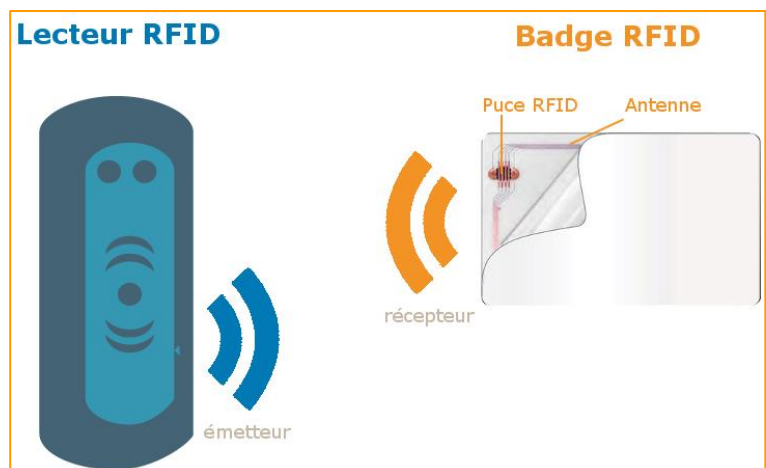 Lecteur RFID
Badge RFID
Puce RFID
Antenne
récepteur
émetteur